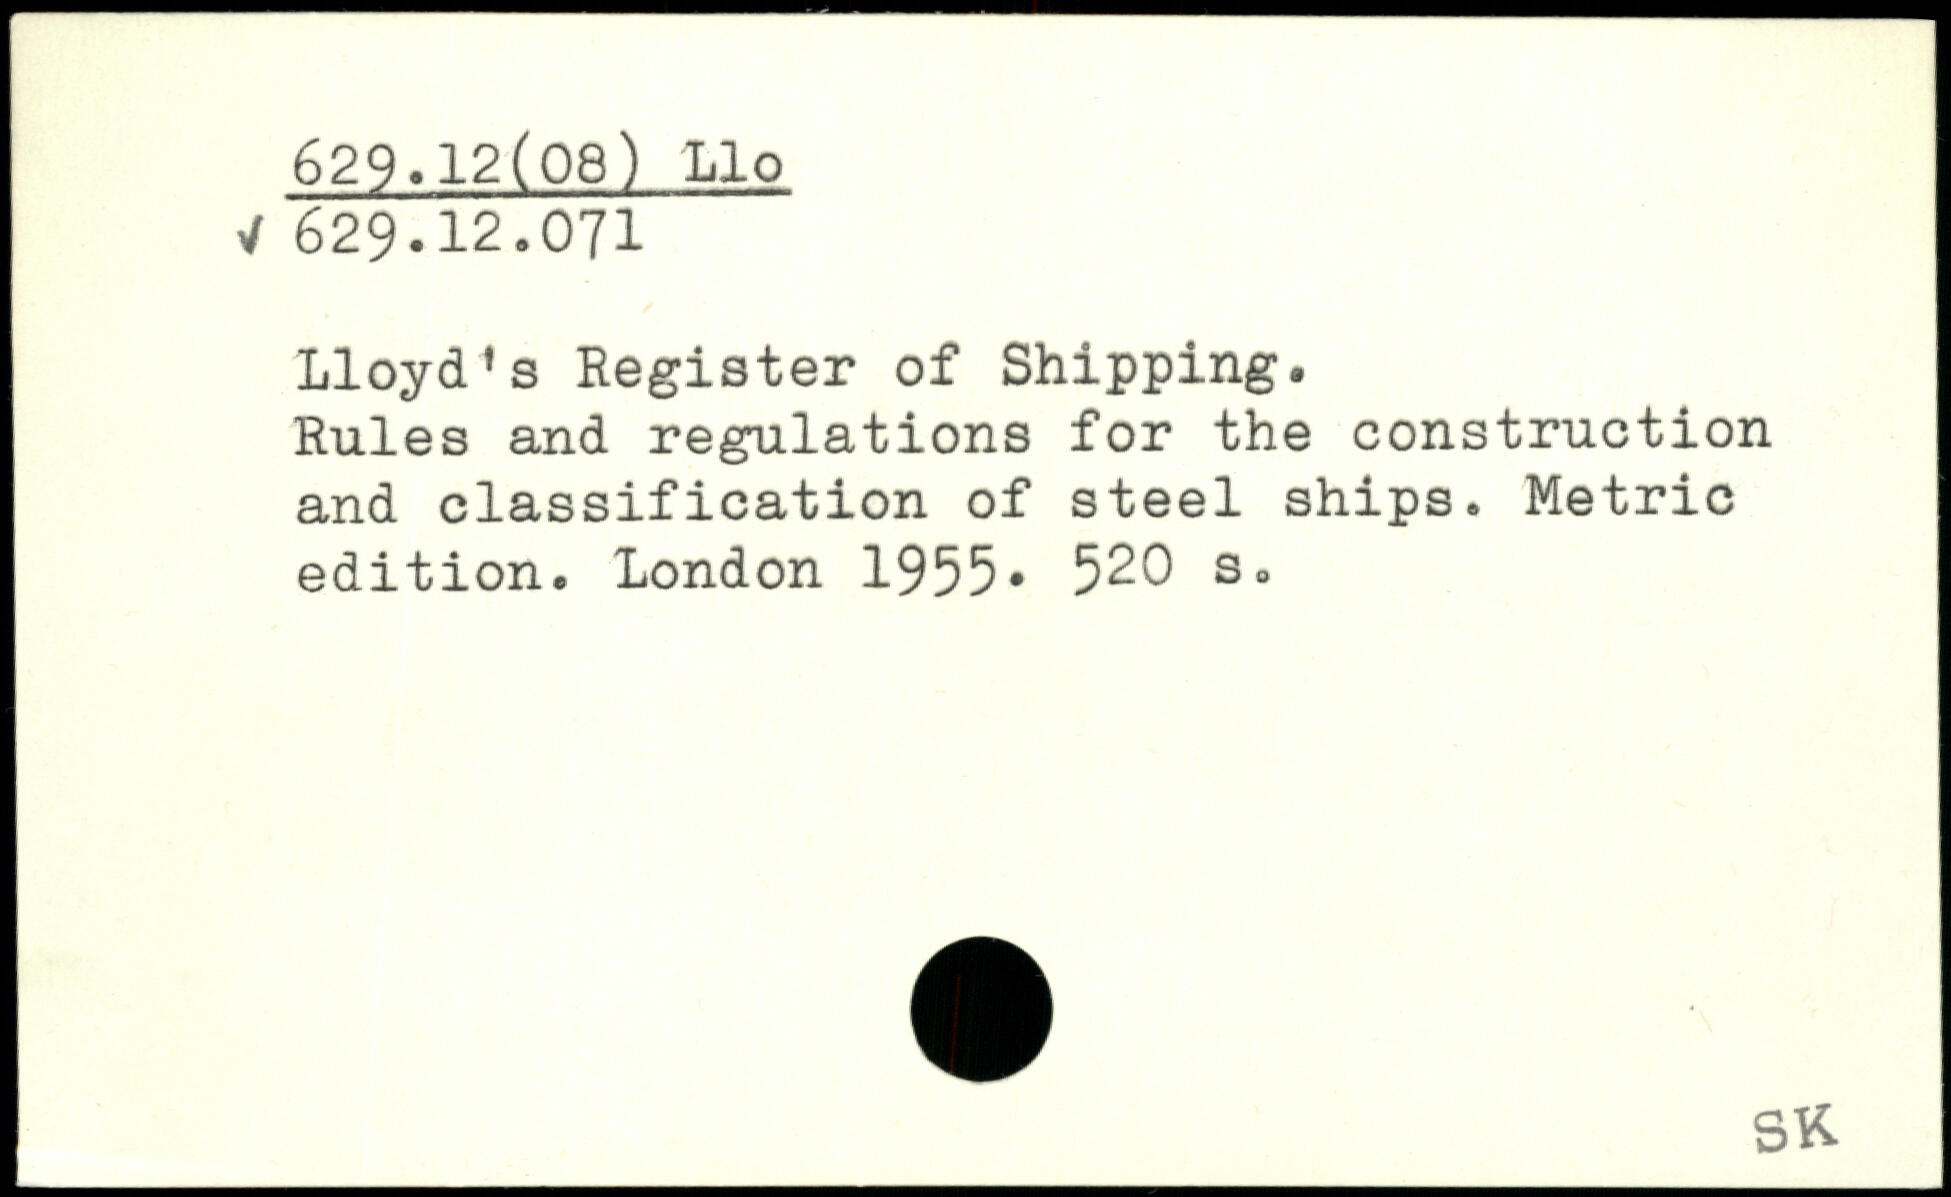 629.12(08) Llo
✓ 629.12.071
Lloyd's Register of Shipping.
Rules and regulations for the construction
and classification of steel ships. Metric
edition. London 1955. 520 s.
SK